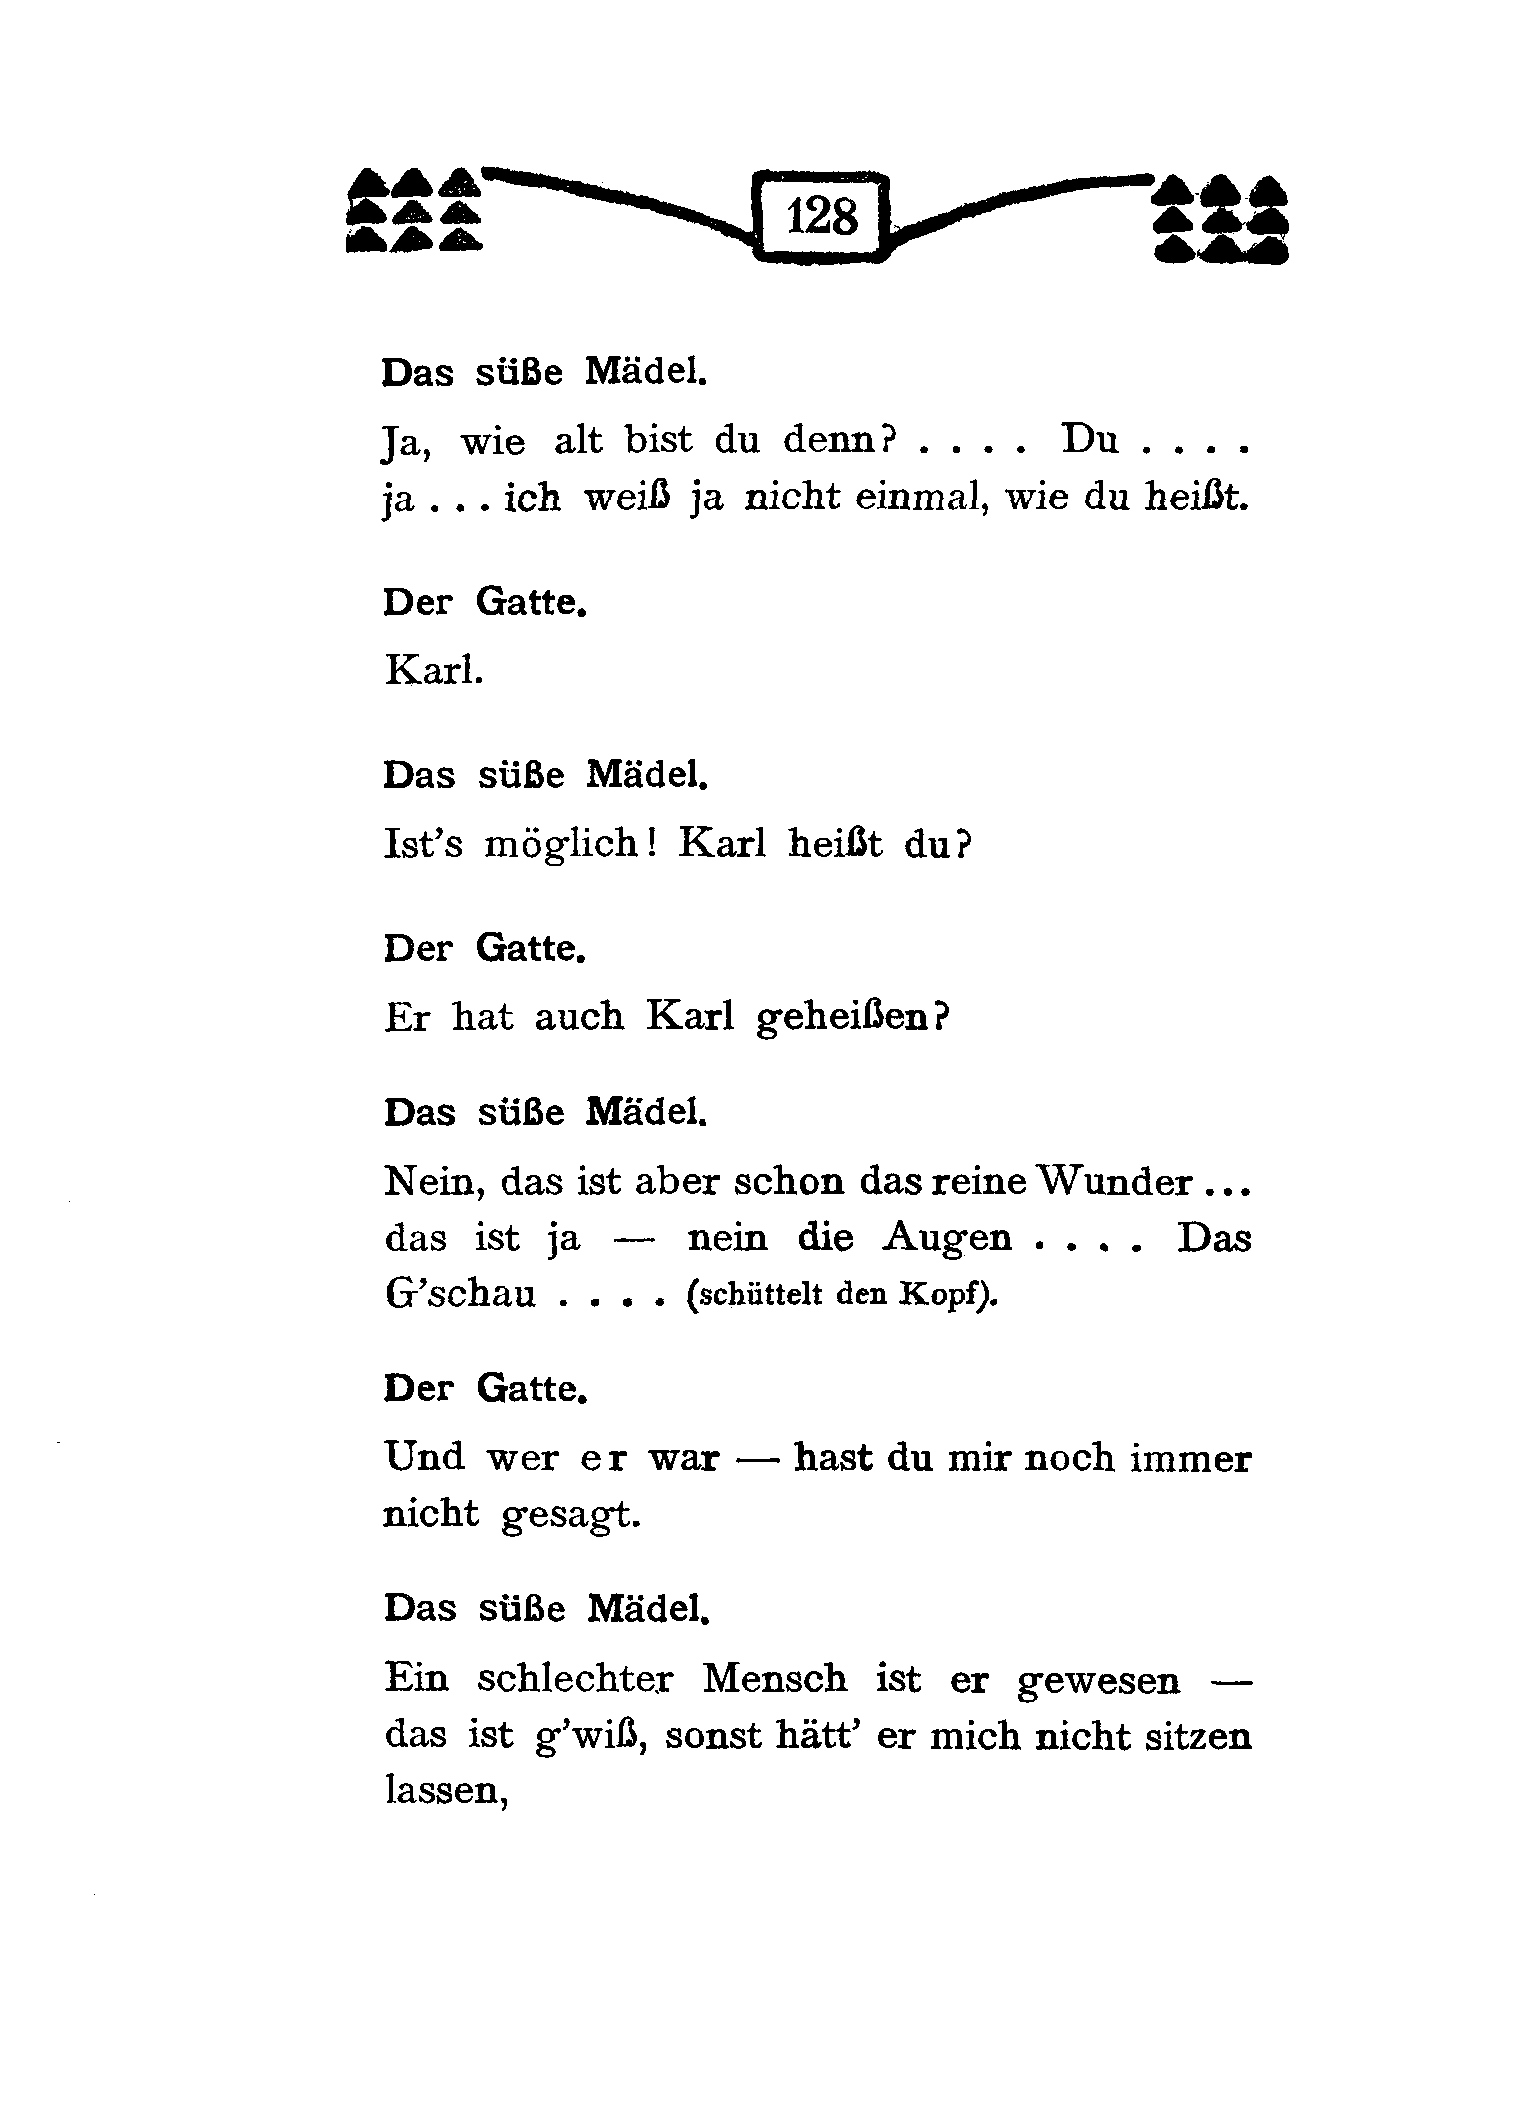 128
Das süße Mädel.
Ja, wie alt bist du denn? . . . . Du . . . .
ja . . . ich weiß ja nicht einmal, wie du heißt.
Der Gatte.
Karl.
Das süße Mädel.
Ist’s möglich! Karl heißt du?
Der Gatte.
Er hat auch Karl geheißen?
Das süße Mädel.
Nein, das ist aber schon das reine Wunder ...
das ist ja — nein die Augen . . . . Das
G’schau . . . . (schüttelt den Kopf).
Der Gatte.
Und wer er war — hast du mir noch immer
nicht gesagt.
Das süße Mädel.
Ein schlechter Mensch ist er gewesen —
das ist g’wiß, sonst hätt’ er mich nicht sitzen
lassen,